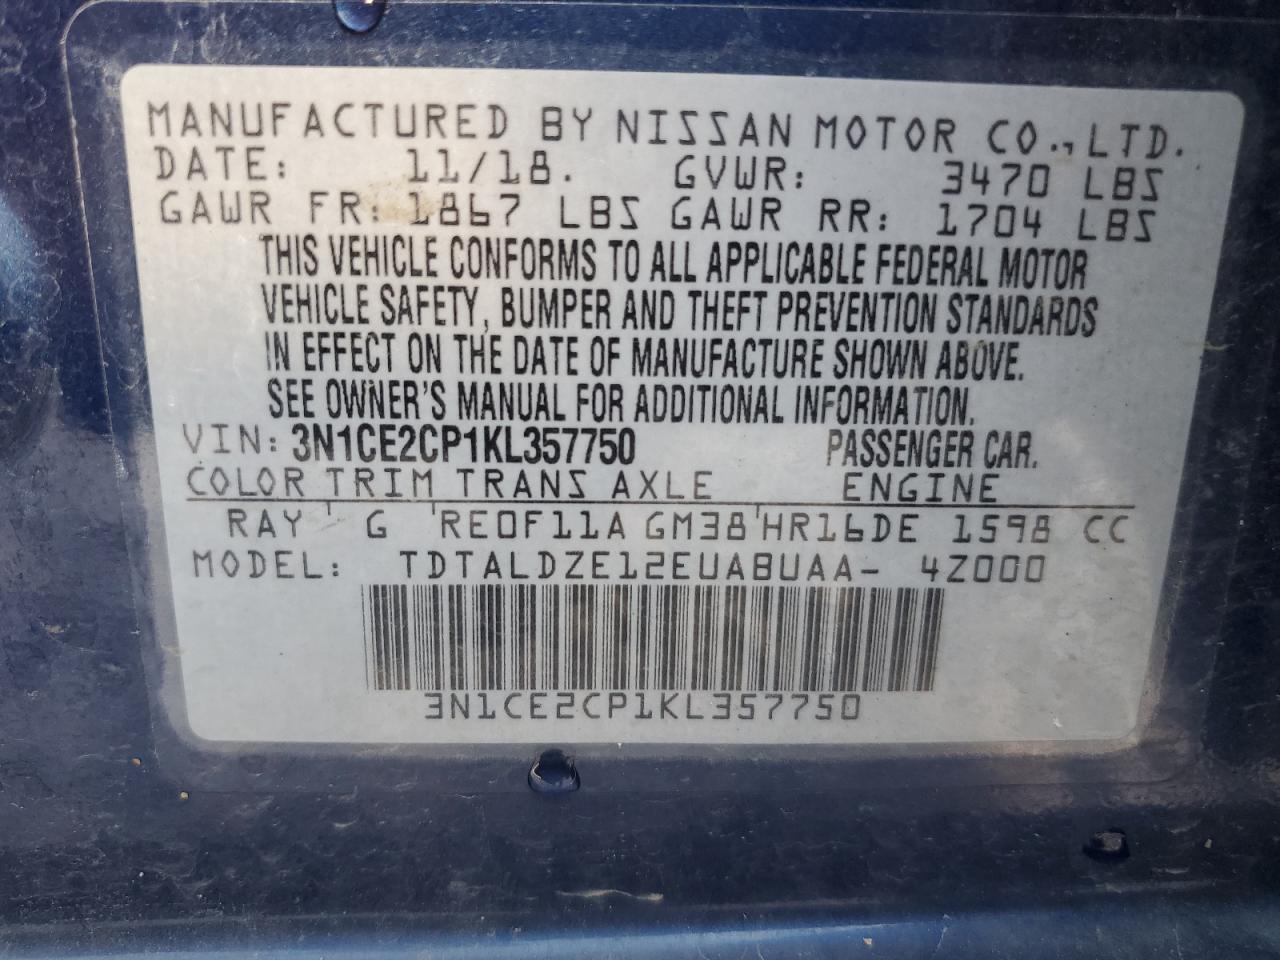 MANUFACTURED BY NISSAN MOTOR CO., LTD.
DATE: 11/18. GVWR: 3470 LBS
GAWR FR: 1867 LBS GAWR RR: 1704 LBS
THIS VEHICLE CONFORMS TO ALL APPLICABLE FEDERAL MOTOR
VEHICLE SAFETY, BUMPER AND THEFT PREVENTION STANDARDS
IN EFFECT ON THE DATE OF MANUFACTURE SHOWN ABOVE.
SEE OWNER'S MANUAL FOR ADDITIONAL INFORMATION.
VIN: 3N1CE2CP1KL357750 PASSENGER CAR.
COLOR TRIM TRANS AXLE ENGINE
RAY ' G 'RE0F11A GM38'HR16DE 1598 CC
MODEL: TDTALDZE12EUABUAA- 4Z000
3N1CE2CP1KL357750